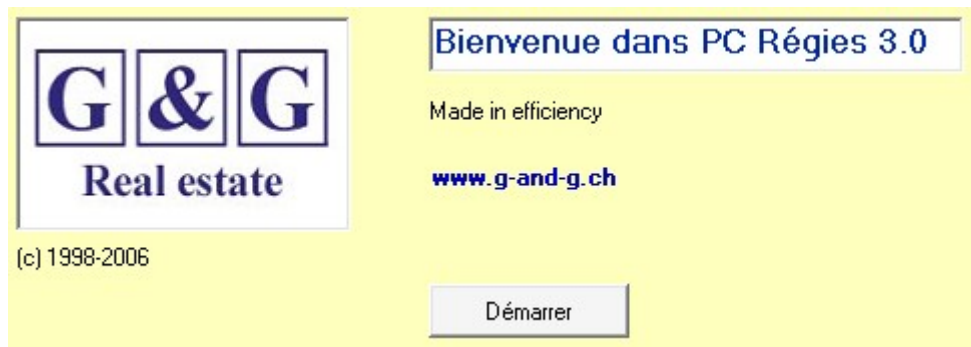 G & G
Real estate
(c) 1998-2006
Bienvenue dans PC Régies 3.0
Made in efficiency
www.g-and-g.ch
Démarrer